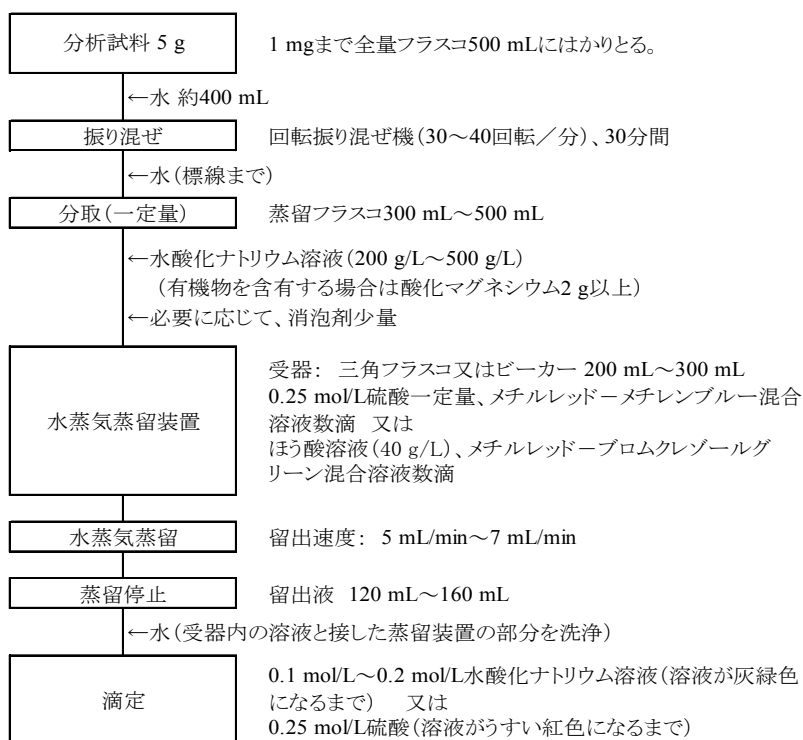 分析試料 5 g
1 mgまで全量フラスコ500 mLにはかりとる。
←水 約400 mL
振り混ぜ
回転振り混ぜ機(30～40回転／分)、30分間
←水(標線まで)
分取(一定量)
蒸留フラスコ300 mL～500 mL
←水酸化ナトリウム溶液(200 g/L～500 g/L)
(有機物を含有する場合は酸化マグネシウム2 g以上)
←必要に応じて、消泡剤少量
水蒸気蒸留装置
受器： 三角フラスコ又はビーカー 200 mL～300 mL
0.25 mol/L硫酸一定量、メチルレッド－メチレンブルー混合
溶液数滴 又は
ほう酸溶液(40 g/L)、メチルレッド－ブロムクレゾールグ
リーン混合溶液数滴
水蒸気蒸留
留出速度： 5 mL/min～7 mL/min
蒸留停止
留出液 120 mL～160 mL
←水(受器内の溶液と接した蒸留装置の部分を洗浄)
滴定
0.1 mol/L～0.2 mol/L水酸化ナトリウム溶液(溶液が灰緑色
になるまで) 又は
0.25 mol/L硫酸(溶液がうすい紅色になるまで)